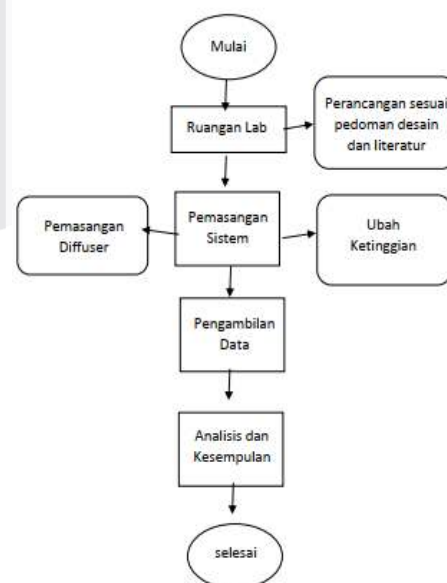 Mulai
Ruangan Lab
Perancangan sesuai
pedoman desain
dan literatur
Pemasangan
Diffuser
Pemasangan
Sistem
Ubah
Ketinggian
Pengambilan
Data
Analisis dan
Kesempulan
selesai